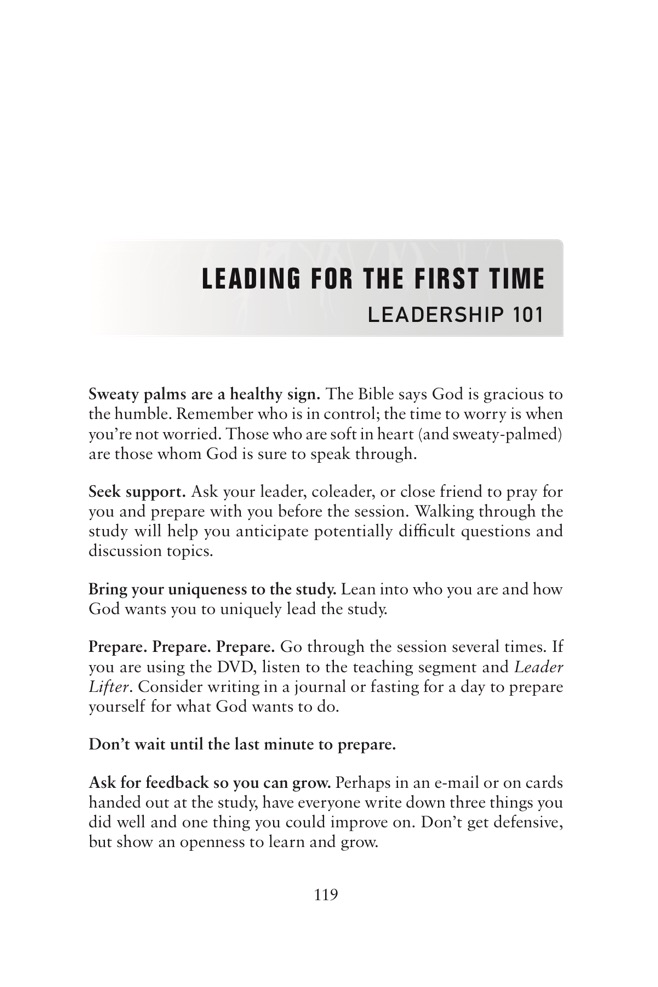 LEADING FOR THE FIRST TIME
LEADERSHIP 101
Sweaty palms are a healthy sign. The Bible says God is gracious to
the humble. Remember who is in control; the time to worry is when
you’re not worried. Those who are soft in heart (and sweaty-palmed)
are those whom God is sure to speak through.
Seek support. Ask your leader, coleader, or close friend to pray for
you and prepare with you before the session. Walking through the
study will help you anticipate potentially difficult questions and
discussion topics.
Bring your uniqueness to the study. Lean into who you are and how
God wants you to uniquely lead the study.
Prepare. Prepare. Prepare. Go through the session several times. If
you are using the DVD, listen to the teaching segment and Leader
Lifter. Consider writing in a journal or fasting for a day to prepare
yourself for what God wants to do.
Don’t wait until the last minute to prepare.
Ask for feedback so you can grow. Perhaps in an e-mail or on cards
handed out at the study, have everyone write down three things you
did well and one thing you could improve on. Don’t get defensive,
but show an openness to learn and grow.
119